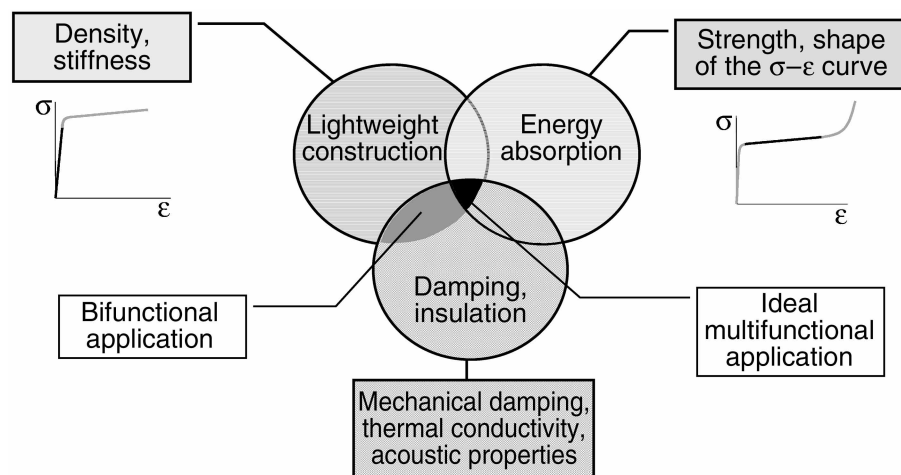 Density,
stiffness
Strength, shape
of the σ–ε curve
σ
ε
Lightweight
construction
Energy
absorption
σ
ε
Damping,
insulation
Bifunctional
application
Ideal
multifunctional
application
Mechanical damping,
thermal conductivity,
acoustic properties